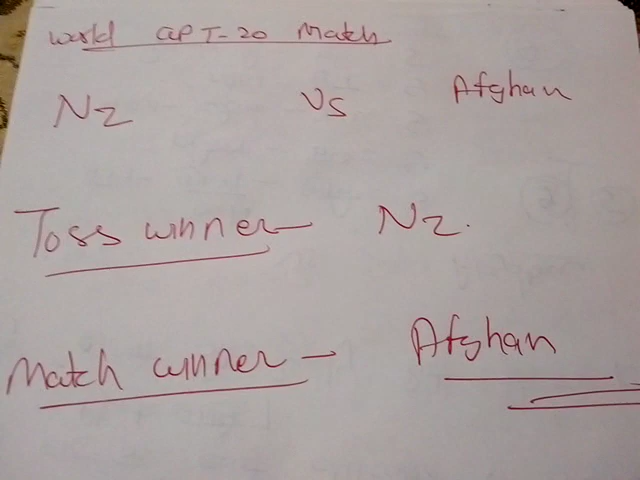 World CUP T-20 Match
NZ VS Afghan
Toss winner - NZ.
Match winner - Afghan